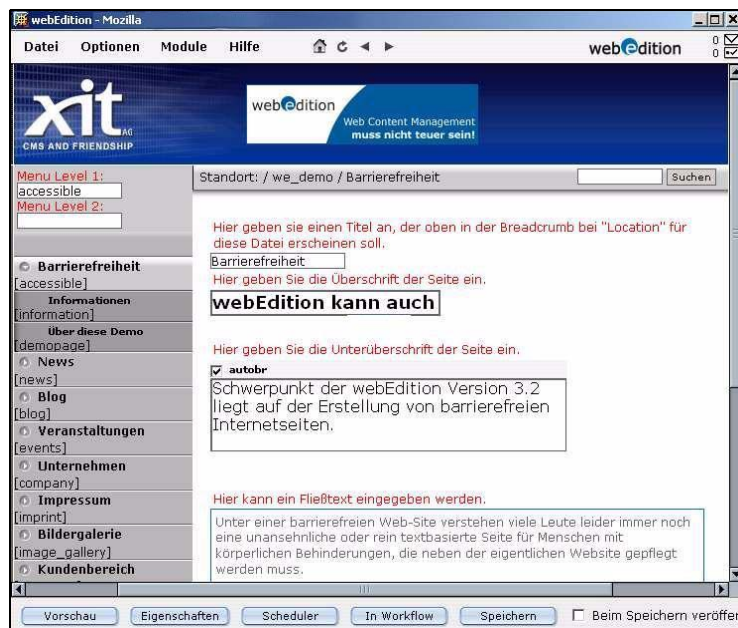 webEdition - Mozilla
Datei Optionen Module Hilfe
webedition
0
0
xit AG
CMS AND FRIENDSHIP
webedition
Web Content Management
muss nicht teuer sein!
Menu Level 1:
accessible
Menu Level 2:
Standort: / we_demo / Barrierefreiheit
Suchen
Barrierefreiheit
[accessible]
Informationen
[information]
Über diese Demo
[demopage]
News
[news]
Blog
[blog]
Veranstaltungen
[events]
Unternehmen
[company]
Impressum
[imprint]
Bildergalerie
[image_gallery]
Kundenbereich
Hier geben sie einen Titel an, der oben in der Breadcrumb bei "Location" für
diese Datei erscheinen soll.
Barrierefreiheit
Hier geben Sie die Überschrift der Seite ein.
webEdition kann auch
Hier geben Sie die Unterüberschrift der Seite ein.
autobr
Schwerpunkt der webEdition Version 3.2
liegt auf der Erstellung von barrierefreien
Internetseiten.
Hier kann ein Fließtext eingegeben werden.
Unter einer barrierefreien Web-Site verstehen viele Leute leider immer noch
eine unansehnliche oder rein textbasierte Seite für Menschen mit
körperlichen Behinderungen, die neben der eigentlichen Website gepflegt
werden muss.
Vorschau Eigenschaften Scheduler In Workflow Speichern Beim Speichern veröffer